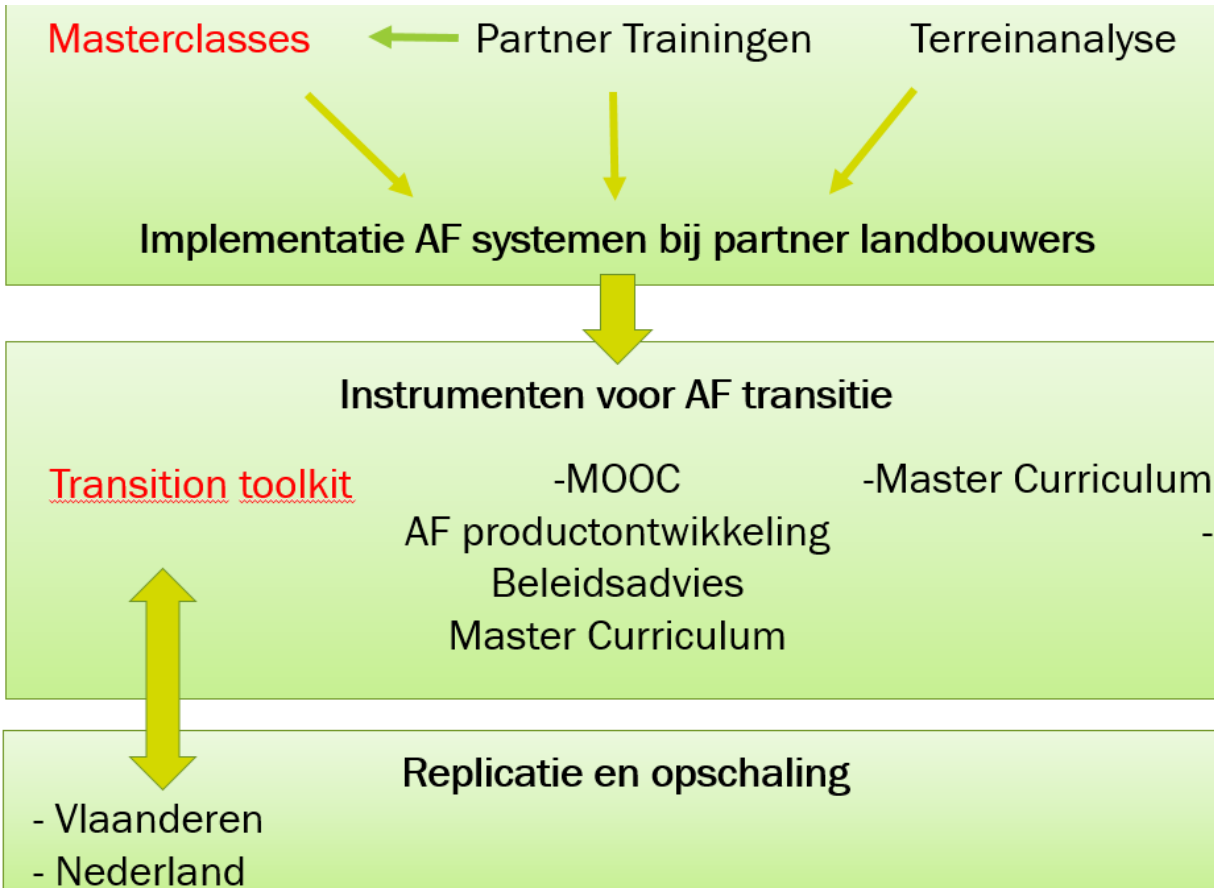 Masterclasses Partner Trainingen Terreinanalyse
Implementatie AF systemen bij partner landbouwers
Instrumenten voor AF transitie
Transition toolkit -MOOC -Master Curriculum
AF productontwikkeling -
Beleidsadvies
Master Curriculum
Replicatie en opschaling
- Vlaanderen
- Nederland